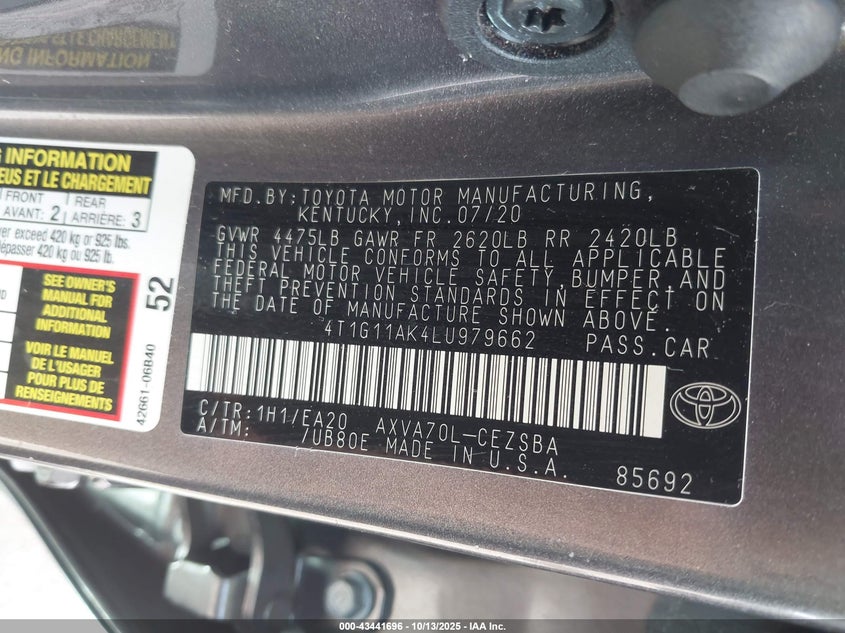 G INFORMATION
EUS ET LE CHARGEMENT
FRONT
AVANT: 2
REAR
ARRIÈRE: 3
ver exceed 420 kg or 925 lbs.
dépasser 420 kg ou 925 lb.
SEE OWNER'S
MANUAL FOR
ADDITIONAL
INFORMATION
VOIR LE MANUEL
DE L'USAGER
POUR PLUS DE
RENSEIGNEMENTS
52
42661-06B40
MFD.BY:TOYOTA MOTOR MANUFACTURING,
KENTUCKY,INC.07/20
GVWR 4475LB GAWR FR 2620LB RR 2420LB
THIS VEHICLE CONFORMS TO ALL APPLICABLE
FEDERAL MOTOR VEHICLE SAFETY,BUMPER,AND
THEFT PREVENTION STANDARDS IN EFFECT ON
THE DATE OF MANUFACTURE SHOWN ABOVE.
4T1G11AK4LU979662 PASS.CAR
C/TR:1H1/EA20 AXVA70L-CEZSBA
A/TM: /UB80E MADE IN U.S.A.
85692
000-43441696 - 10/13/2025 - IAA Inc.